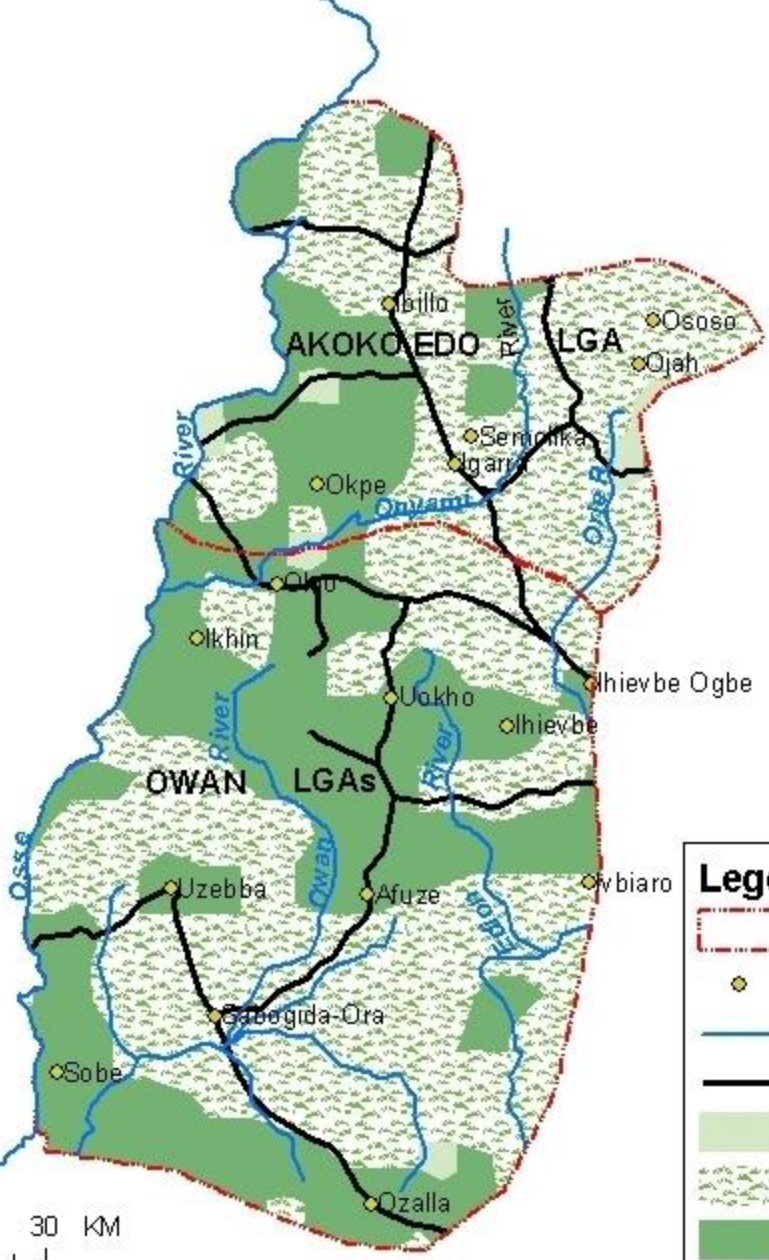 Ibillo
River
Ososo
AKOKO EDO LGA
Ojah
River
Semolika
Igarra
Okpe
Onyami
Orle R
Ikhin
Ihievbe Ogbe
Uokho
River
Ihievbe
River
OWAN LGAs
Osse
Owan
Uzebba
Afuze
Ivbiaro
Lege
Edion
Sabogida-Ora
Sobe
Ozalla
30 KM